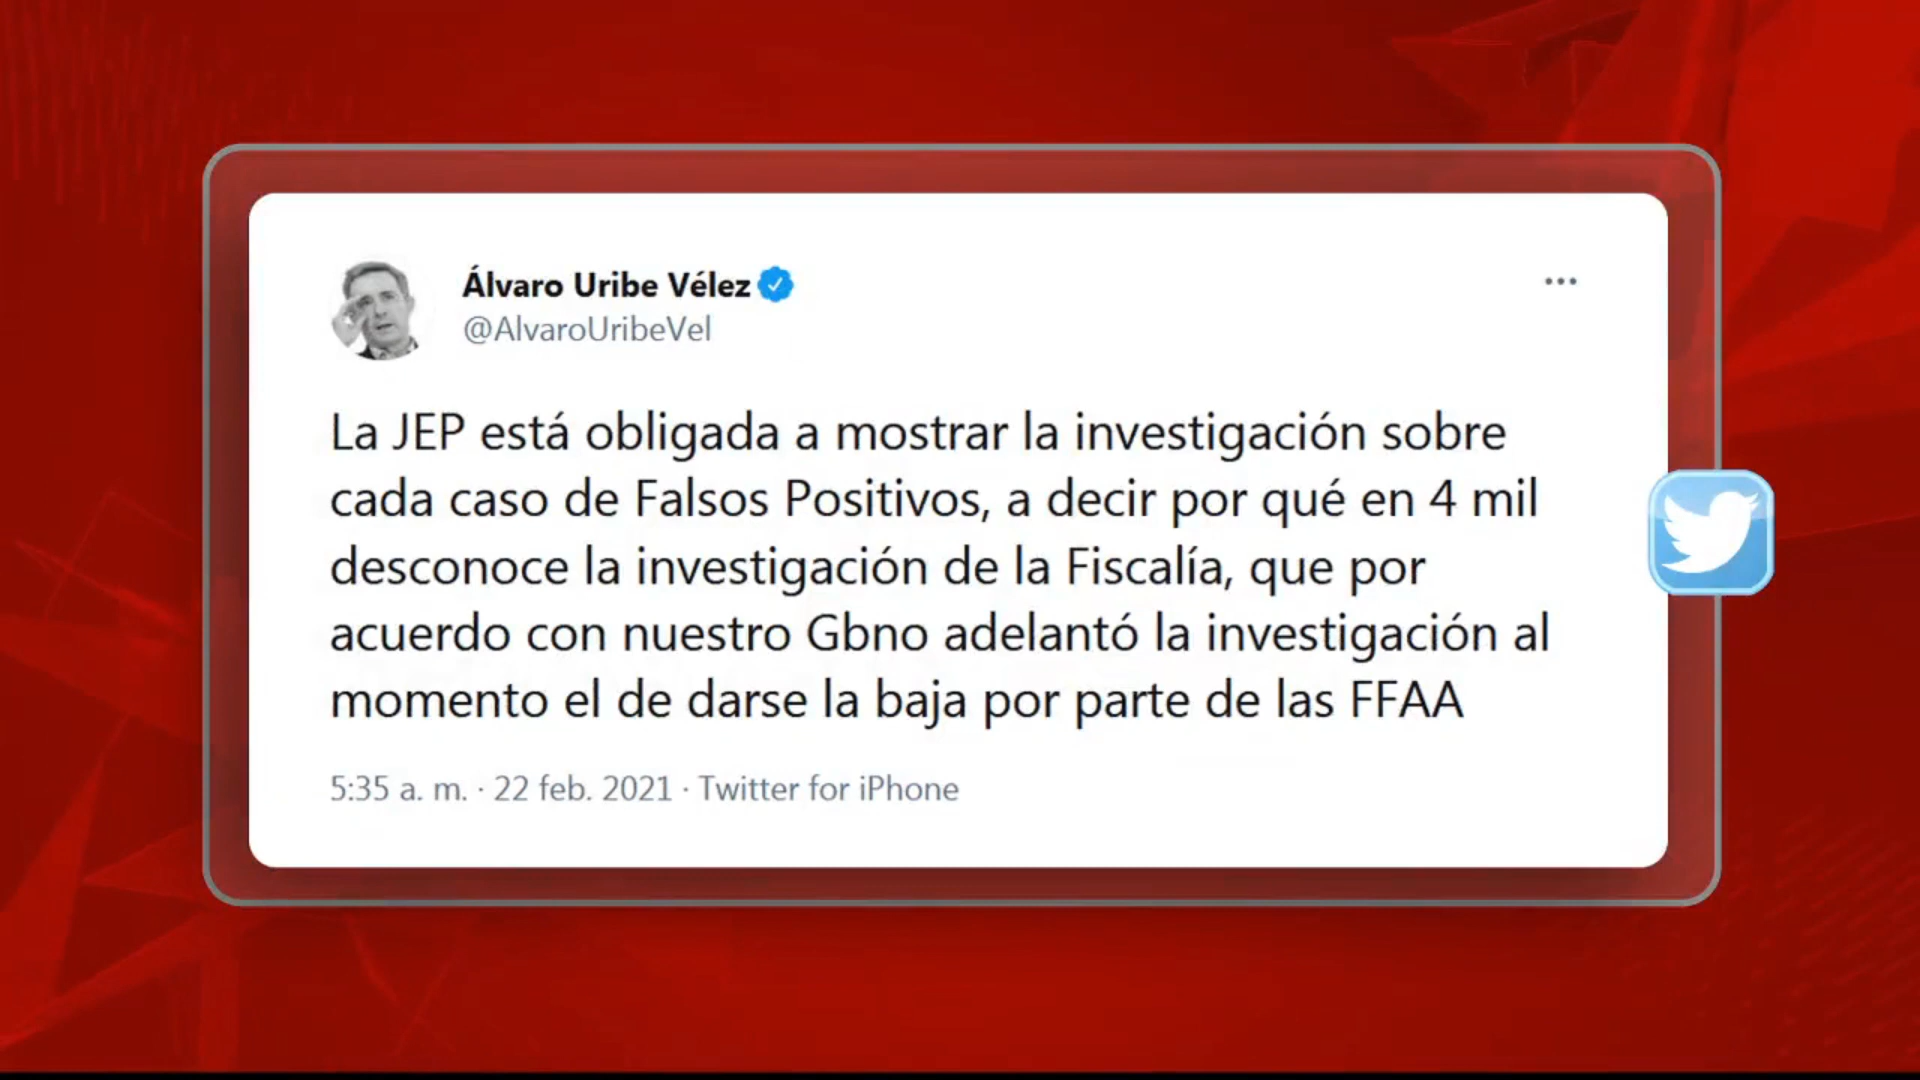 Álvaro Uribe Vélez
@AlvaroUribeVel
La JEP está obligada a mostrar la investigación sobre
cada caso de Falsos Positivos, a decir por qué en 4 mil
desconoce la investigación de la Fiscalía, que por
acuerdo con nuestro Gbno adelantó la investigación al
momento el de darse la baja por parte de las FFAA
5:35 a. m. · 22 feb. 2021 · Twitter for iPhone